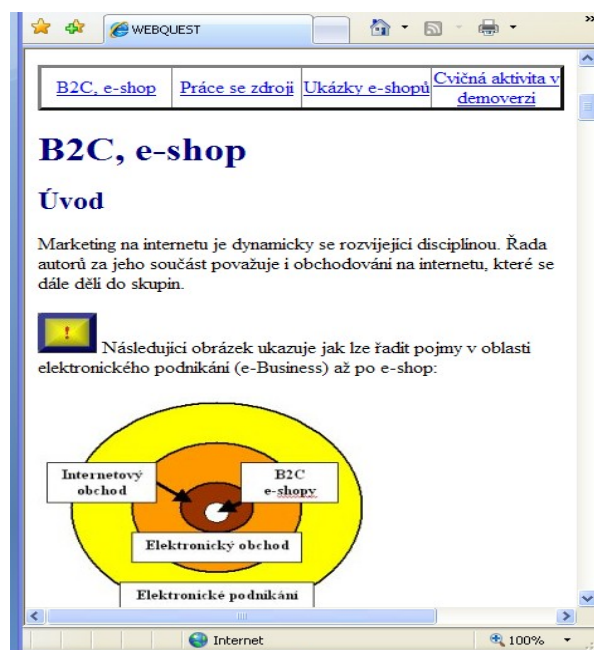 WEBQUEST
B2C, e-shop Práce se zdroji Ukázky e-shopů Cvičná aktivita v
demoverzi
B2C, e-shop
Úvod
Marketing na internetu je dynamicky se rozvíjející disciplinou. Řada
autorů za jeho součást považuje i obchodování na internetu, které se
dále dělí do skupin.
! Následující obrázek ukazuje jak lze řadit pojmy v oblasti
elektronického podnikání (e-Business) až po e-shop:
Internetový
obchod
B2C
e-shopy
Elektronický obchod
Elektronické podnikání
Internet 100%